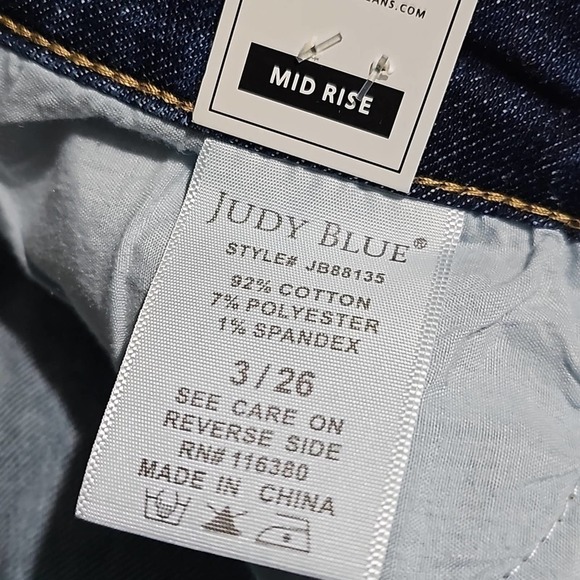 MID RISE
JUDY BLUE®
STYLE# JB88135
92% COTTON
7% POLYESTER
1% SPANDEX
3 / 26
SEE CARE ON
REVERSE SIDE
RN# 116380
MADE IN CHINA